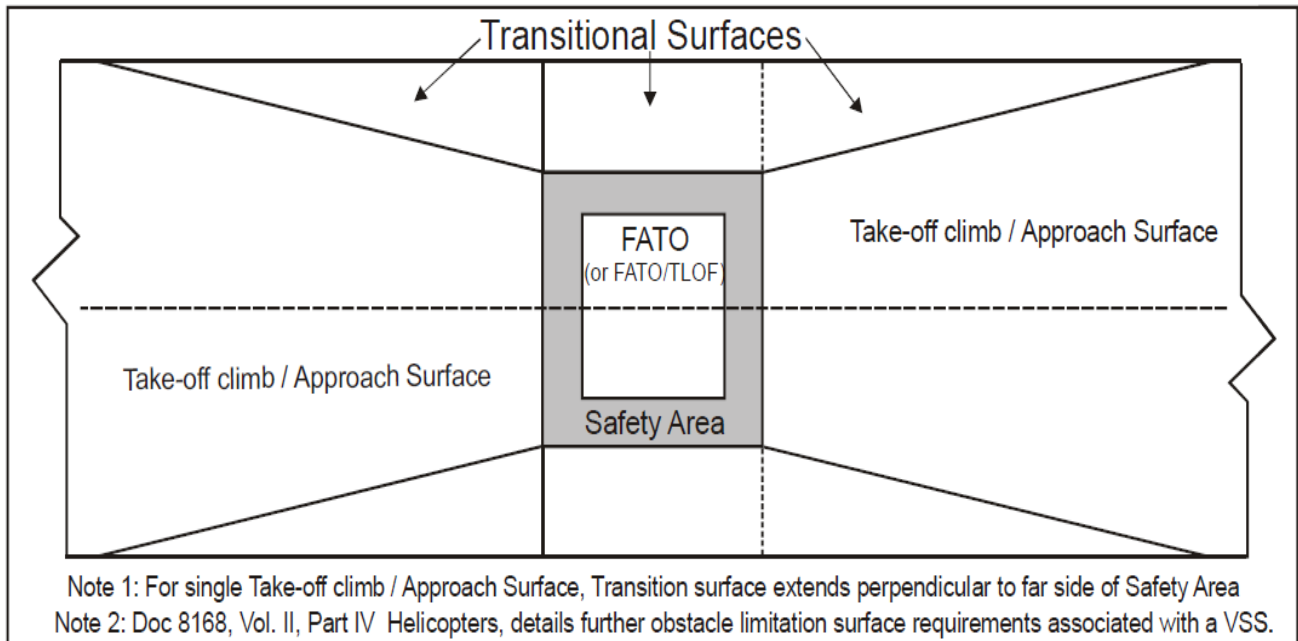 Transitional Surfaces
FATO
(or FATO/TLOF)
Take-off climb / Approach Surface
Take-off climb / Approach Surface
Safety Area
Note 1: For single Take-off climb / Approach Surface, Transition surface extends perpendicular to far side of Safety Area
Note 2: Doc 8168, Vol. II, Part IV Helicopters, details further obstacle limitation surface requirements associated with a VSS.